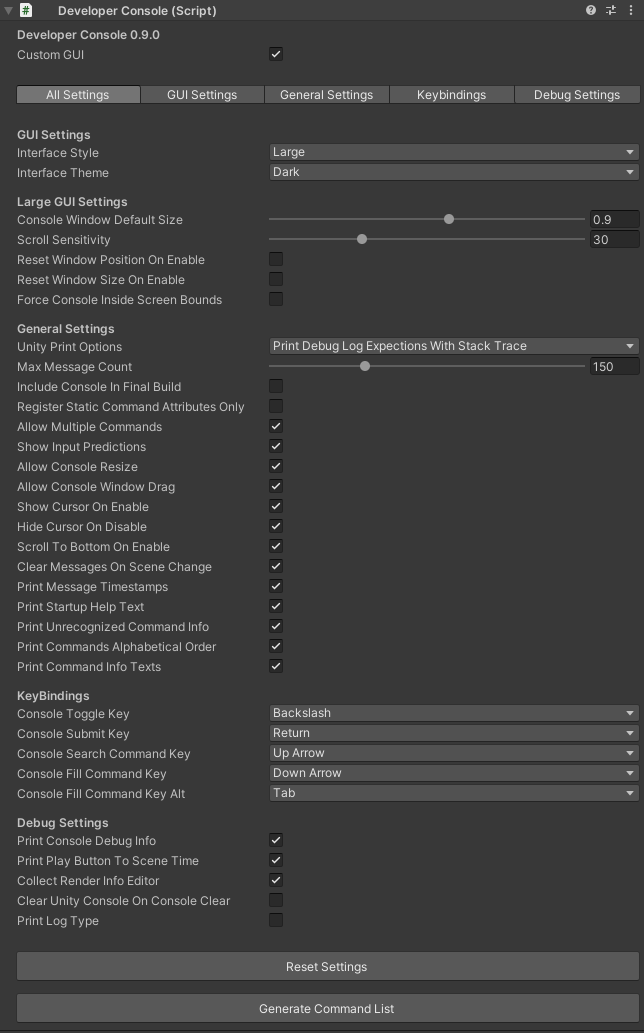 # Developer Console (Script)
Developer Console 0.9.0
Custom GUI
All Settings GUI Settings General Settings Keybindings Debug Settings
GUI Settings
Interface Style Large
Interface Theme Dark
Large GUI Settings
Console Window Default Size 0.9
Scroll Sensitivity 30
Reset Window Position On Enable
Reset Window Size On Enable
Force Console Inside Screen Bounds
General Settings
Unity Print Options Print Debug Log Expections With Stack Trace
Max Message Count 150
Include Console In Final Build
Register Static Command Attributes Only
Allow Multiple Commands
Show Input Predictions
Allow Console Resize
Allow Console Window Drag
Show Cursor On Enable
Hide Cursor On Disable
Scroll To Bottom On Enable
Clear Messages On Scene Change
Print Message Timestamps
Print Startup Help Text
Print Unrecognized Command Info
Print Commands Alphabetical Order
Print Command Info Texts
KeyBindings
Console Toggle Key Backslash
Console Submit Key Return
Console Search Command Key Up Arrow
Console Fill Command Key Down Arrow
Console Fill Command Key Alt Tab
Debug Settings
Print Console Debug Info
Print Play Button To Scene Time
Collect Render Info Editor
Clear Unity Console On Console Clear
Print Log Type
Reset Settings
Generate Command List